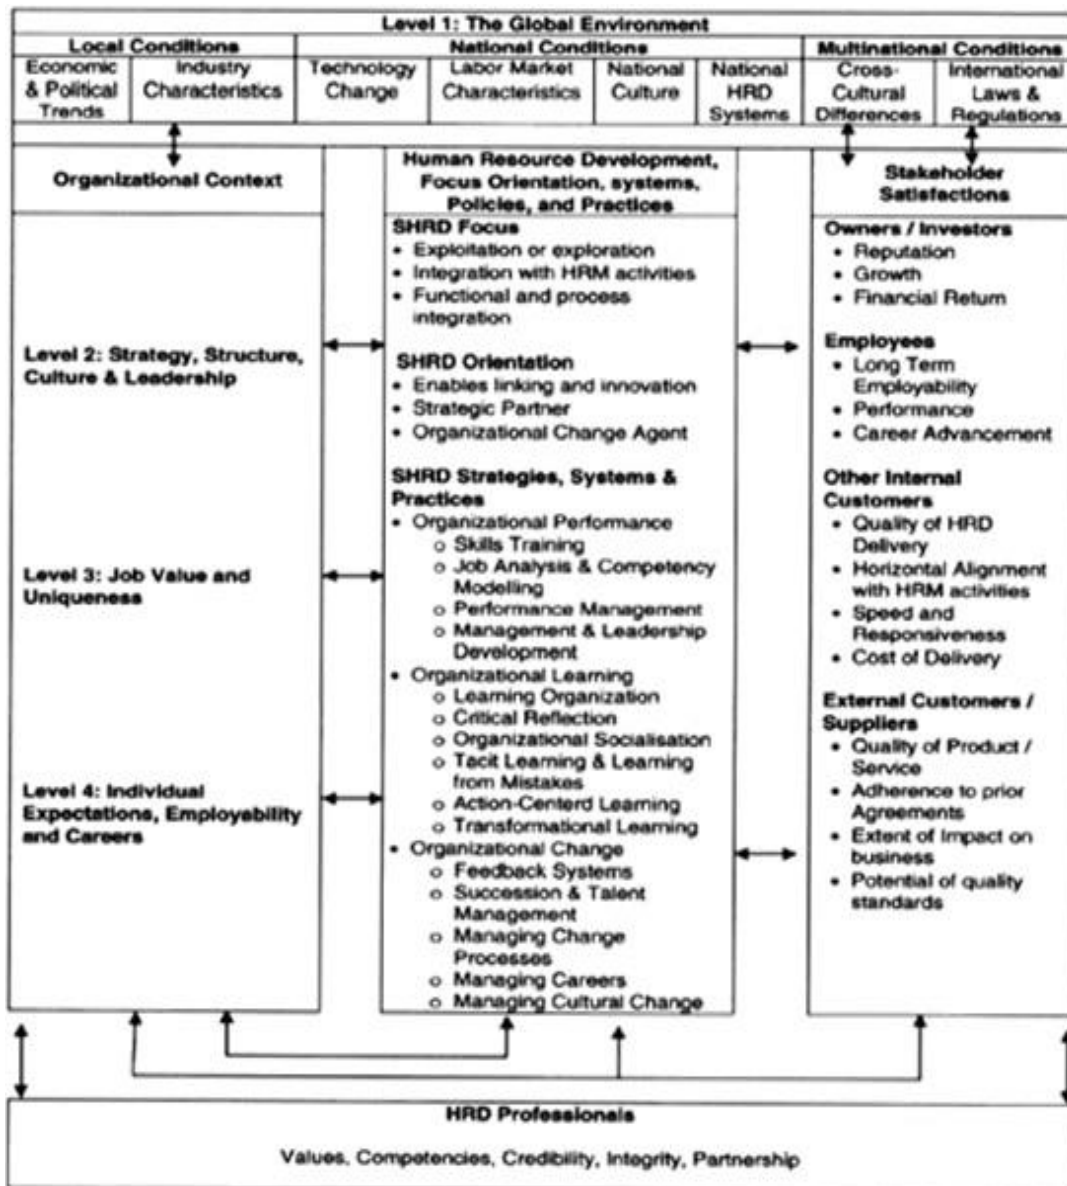 Level 1: The Global Environment
Local Conditions
National Conditions
Multinational Conditions
Economic
& Political
Trends
Industry
Characteristics
Technology
Change
Labor Market
Characteristics
National
Culture
National
HRD
Systems
Cross-
Cultural
Differences
International
Laws &
Regulations
Organizational Context
Level 2: Strategy, Structure,
Culture & Leadership
Level 3: Job Value and
Uniqueness
Level 4: Individual
Expectations, Employability
and Careers
Human Resource Development,
Focus Orientation, systems,
Policies, and Practices
SHRD Focus
• Exploitation or exploration
• Integration with HRM activities
• Functional and process
integration
SHRD Orientation
• Enables linking and innovation
• Strategic Partner
• Organizational Change Agent
SHRD Strategies, Systems &
Practices
• Organizational Performance
o Skills Training
o Job Analysis & Competency
Modelling
o Performance Management
o Management & Leadership
Development
• Organizational Learning
o Learning Organization
o Critical Reflection
o Organizational Socialisation
o Tacit Learning & Learning
from Mistakes
o Action-Centerd Learning
o Transformational Learning
• Organizational Change
o Feedback Systems
o Succession & Talent
Management
o Managing Change
Processes
o Managing Careers
o Managing Cultural Change
Stakeholder
Satisfactions
Owners / Investors
• Reputation
• Growth
• Financial Return
Employees
• Long Term
Employability
• Performance
• Career Advancement
Other Internal
Customers
• Quality of HRD
Delivery
• Horizontal Alignment
with HRM activities
• Speed and
Responsiveness
• Cost of Delivery
External Customers /
Suppliers
• Quality of Product /
Service
• Adherence to prior
Agreements
• Extent of Impact on
business
• Potential of quality
standards
HRD Professionals
Values, Competencies, Credibility, Integrity, Partnership